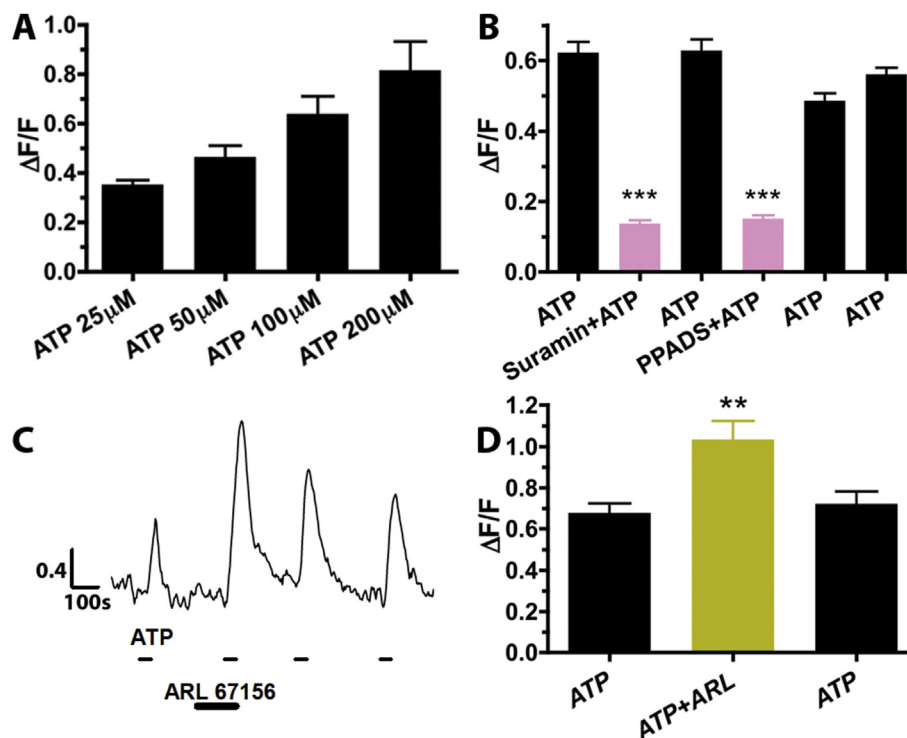 A
1.0
0.8
0.6
0.4
0.2
0.0
ΔF/F
ATP 25µM
ATP 50µM
ATP 100µM
ATP 200µM
B
0.6
0.4
0.2
0.0
ΔF/F
***
***
ATP
Suramin+ATP
ATP
PPADS+ATP
ATP
ATP
C
0.4
100s
ATP
ARL 67156
D
1.2
1.0
0.8
0.6
0.4
0.2
0.0
ΔF/F
**
ATP
ATP+ARL
ATP